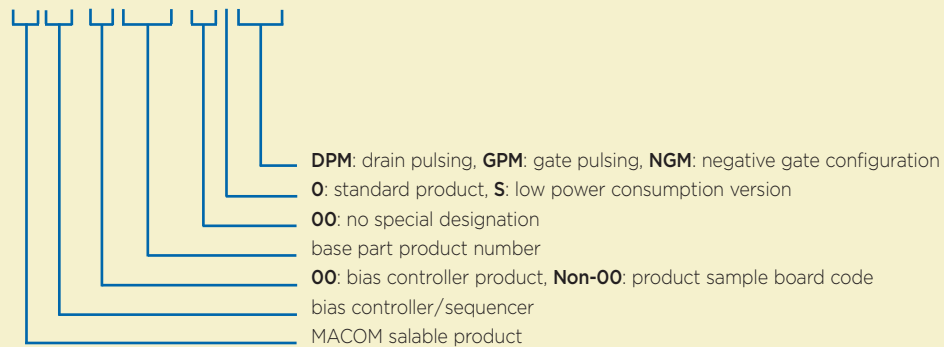 DPM: drain pulsing, GPM: gate pulsing, NGM: negative gate configuration
0: standard product, S: low power consumption version
00: no special designation
base part product number
00: bias controller product, Non-00: product sample board code
bias controller/sequencer
MACOM salable product